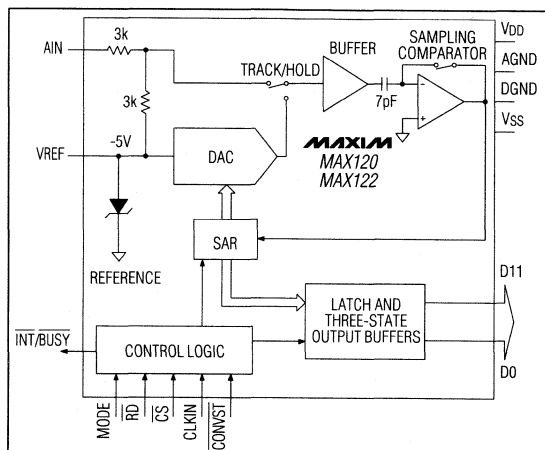 SAMPLING
COMPARATOR
VDD
AIN
3k
BUFFER
AGND
TRACK/HOLD
DGND
3k
7pF
-
+
VSS
VREF
-5V
DAC
MAXIM
MAX120
MAX122
REFERENCE
SAR
D11
LATCH AND
THREE-STATE
OUTPUT BUFFERS
INT/BUSY
CONTROL LOGIC
D0
MODE
RD
CS
CLKIN
CONVST